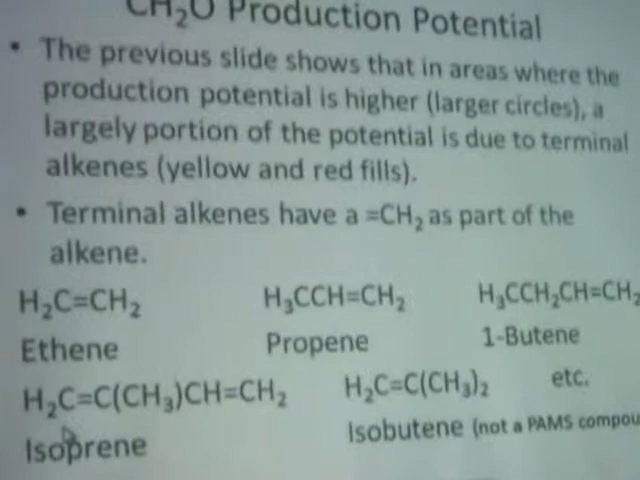 CH₂O Production Potential
• The previous slide shows that in areas where the
production potential is higher (larger circles), a
largely portion of the potential is due to terminal
alkenes (yellow and red fills).
• Terminal alkenes have a =CH₂ as part of the
alkene.
H₂C=CH₂ H₃CCH=CH₂ H₃CCH₂CH=CH₂
Ethene Propene 1-Butene
H₂C=C(CH₃)CH=CH₂ H₂C=C(CH₃)₂ etc.
Isoprene Isobutene (not a PAMS compou